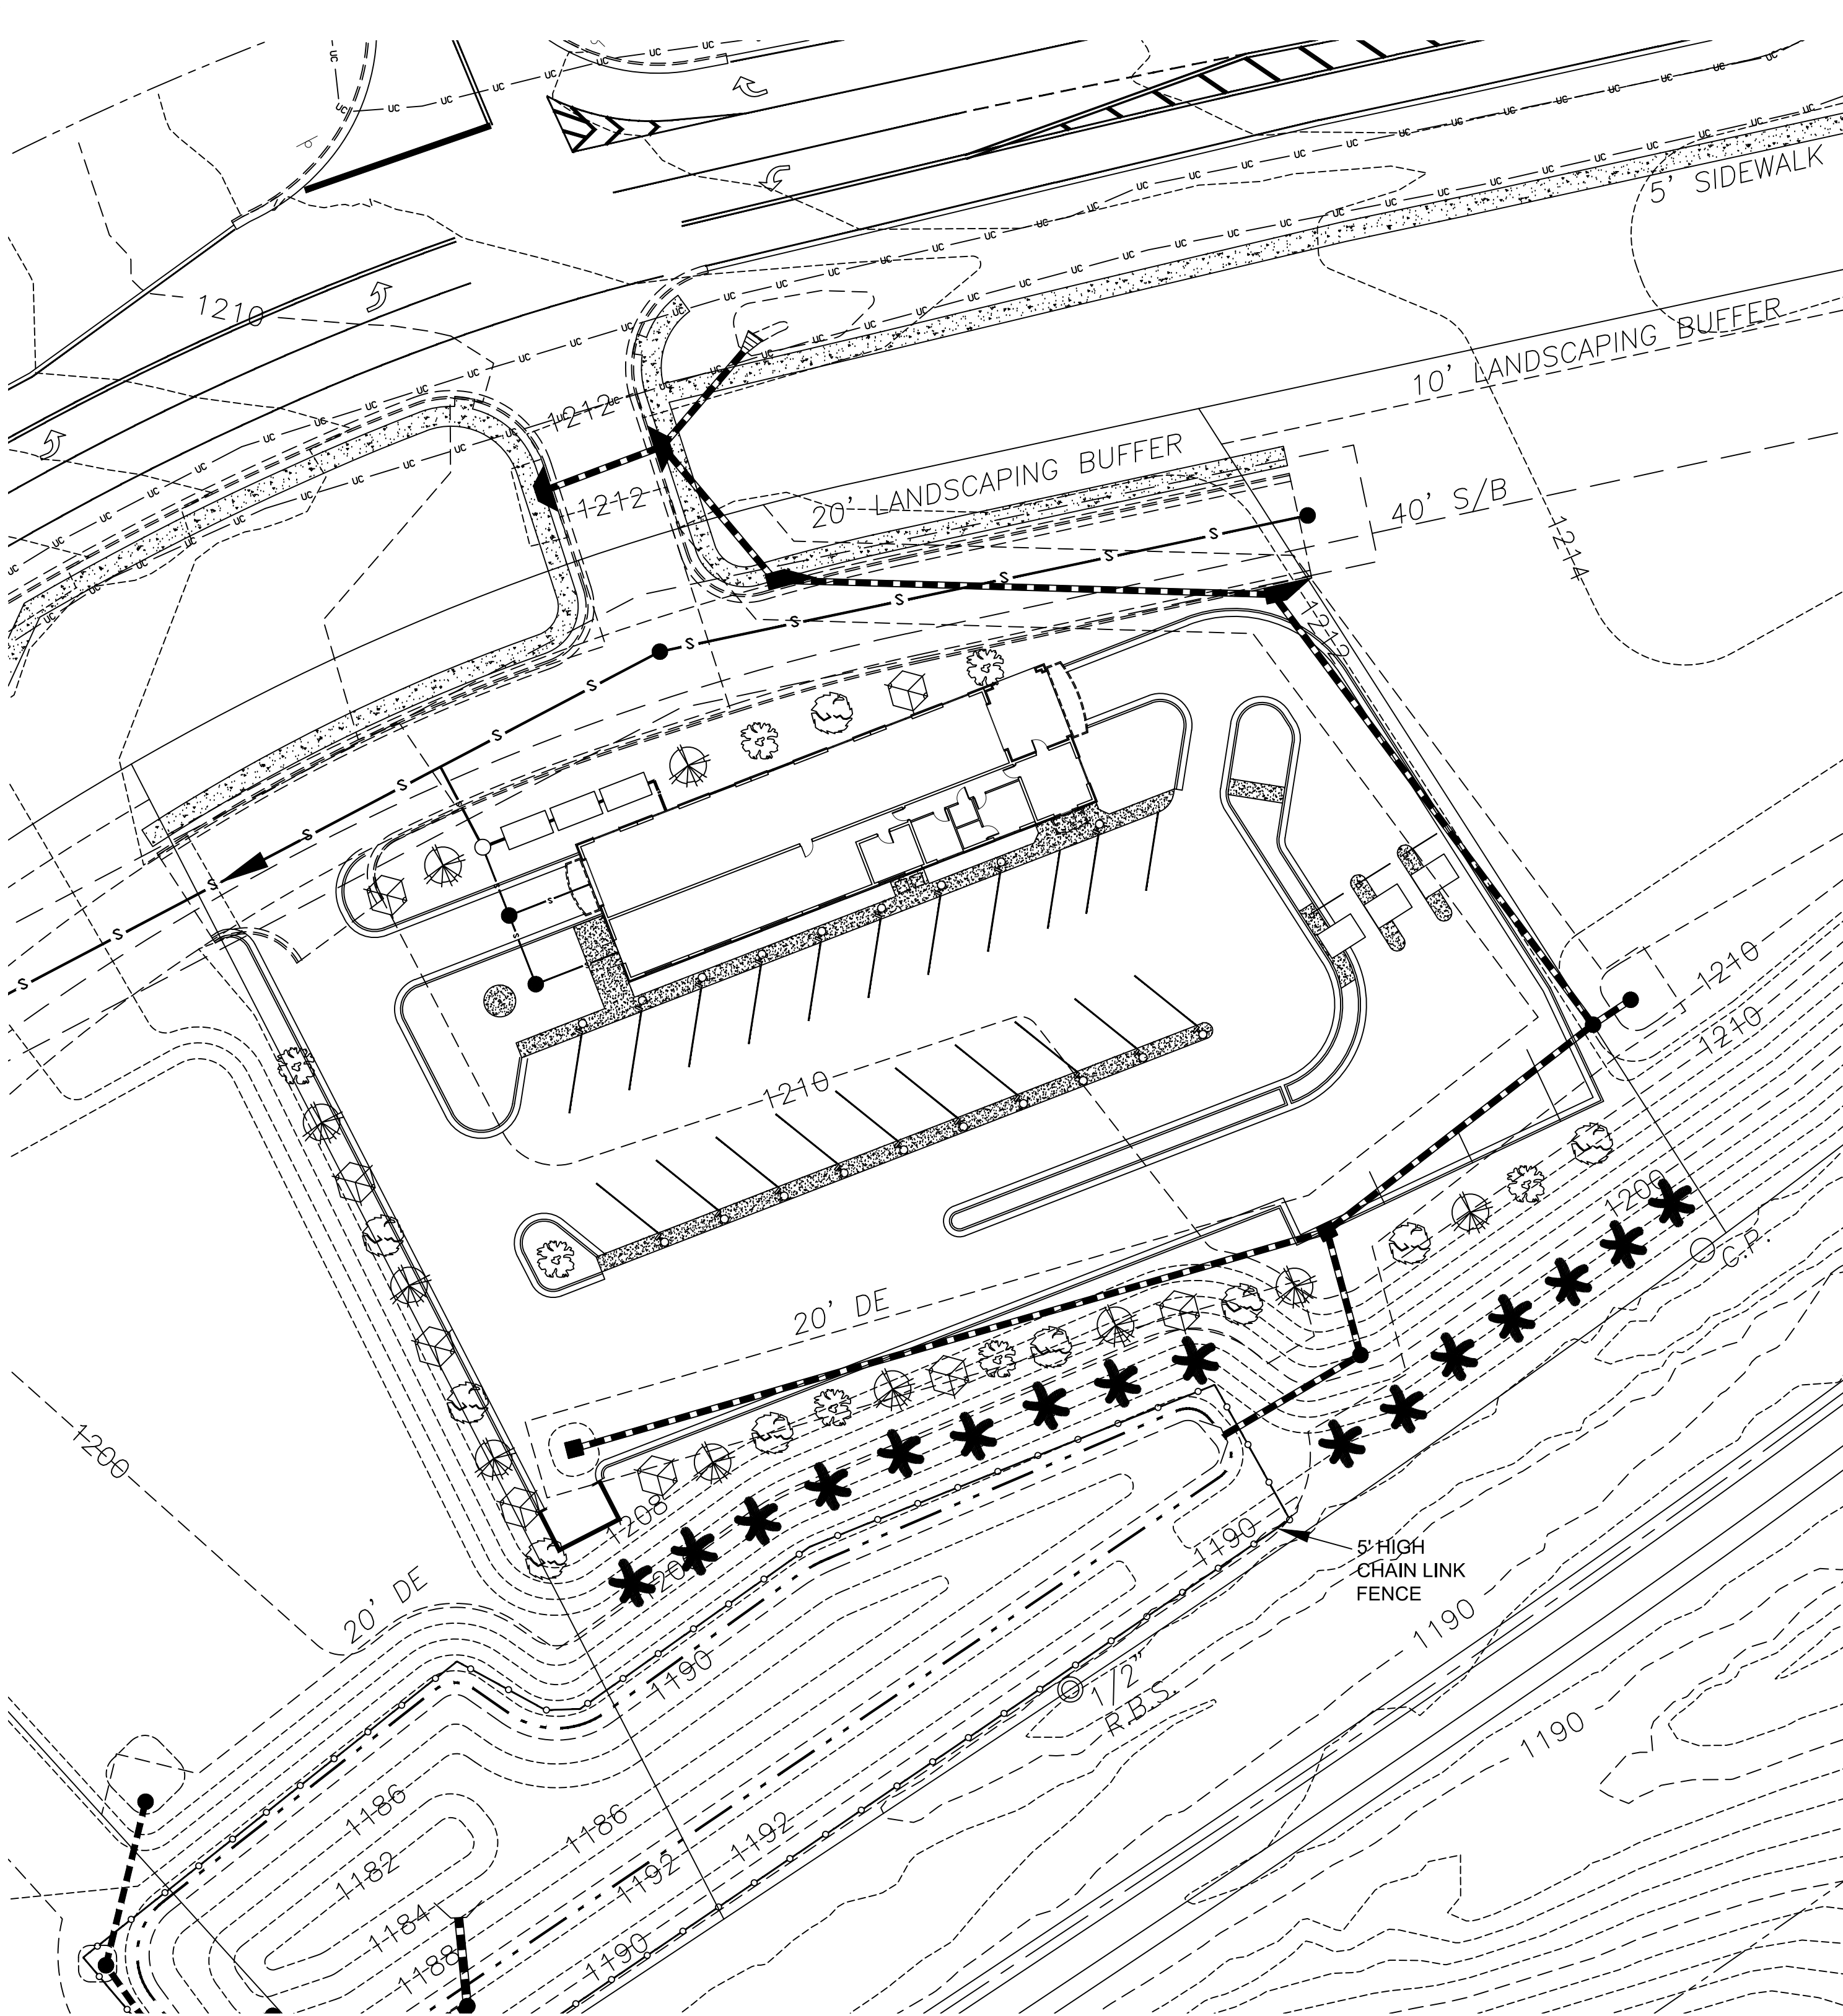 5' SIDEWALK
1210
10' LANDSCAPING BUFFER
1212
20' LANDSCAPING BUFFER
1212
40' S/B
1214
1212
1210
1210
1210
1200
C.P.
20' DE
1200
1208
1190
5' HIGH
CHAIN LINK
FENCE
20' DE
1190
1190
1/2"
R.B.S.
1190
1186
1186
1192
1182
1192
1184
1188
1190